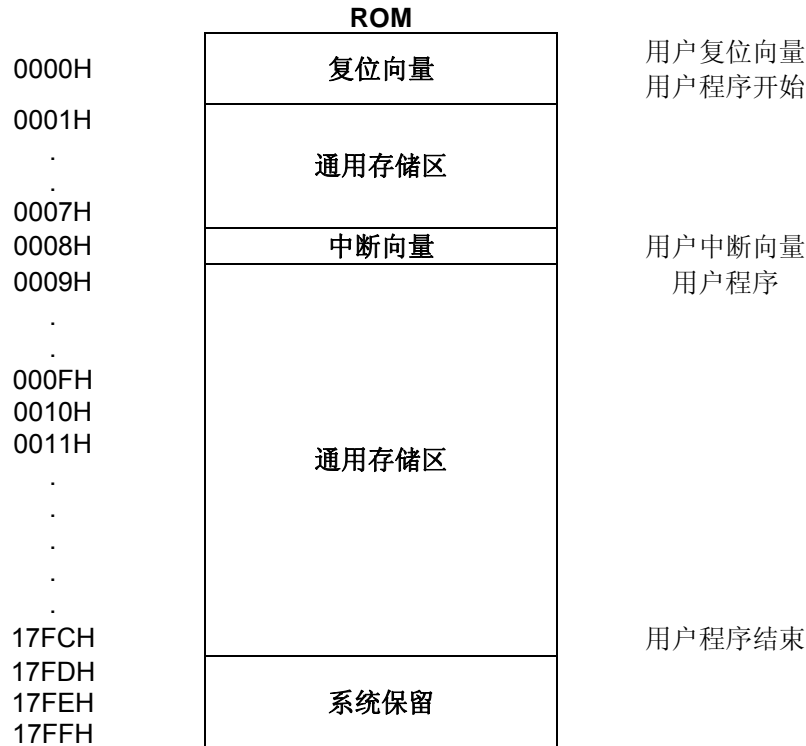 ROM
0000H 复位向量 用户复位向量
用户程序开始
0001H
.
通用存储区
.
0007H
0008H 中断向量 用户中断向量
0009H 用户程序
.
.
000FH
0010H
0011H
通用存储区
.
.
.
.
.
17FCH 用户程序结束
17FDH
17FEH 系统保留
17FFH